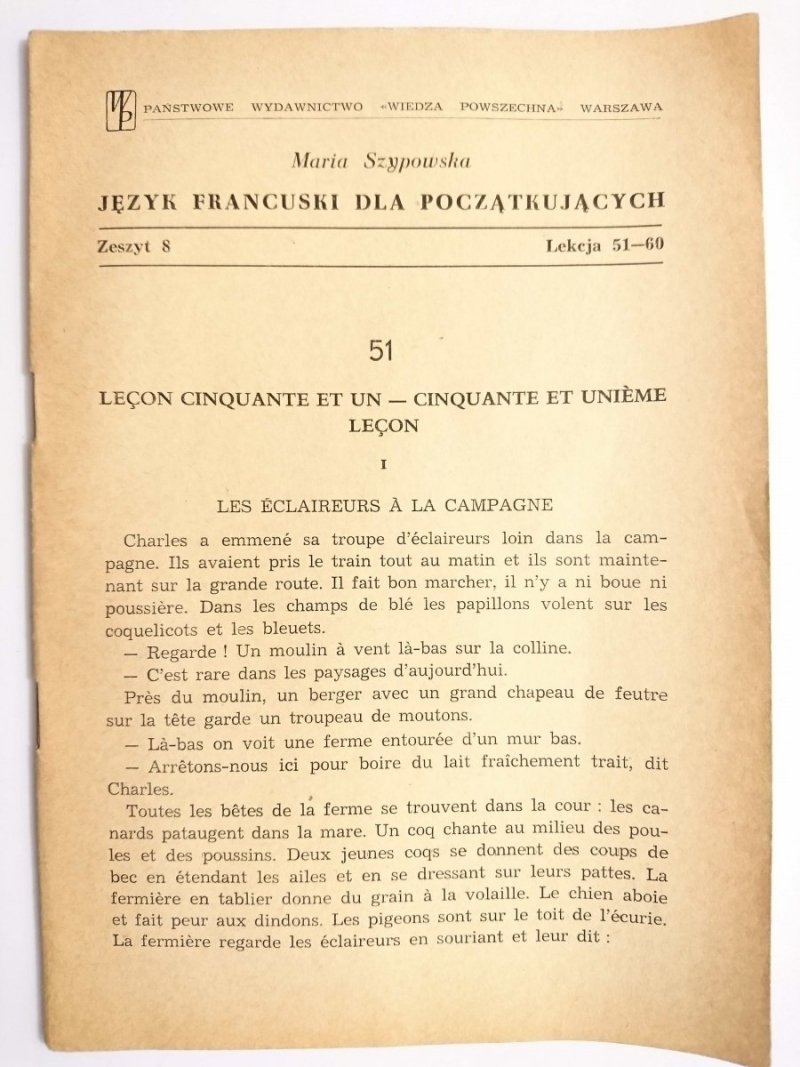 WP PAŃSTWOWE WYDAWNICTWO «WIEDZA POWSZECHNA» WARSZAWA
Maria Szypowska
JĘZYK FRANCUSKI DLA POCZĄTKUJĄCYCH
Zeszyt 8 Lekcja 51—60
51
LEÇON CINQUANTE ET UN — CINQUANTE ET UNIÈME
LEÇON
I
LES ÉCLAIREURS À LA CAMPAGNE
Charles a emmené sa troupe d'éclaireurs loin dans la cam-
pagne. Ils avaient pris le train tout au matin et ils sont mainte-
nant sur la grande route. Il fait bon marcher, il n'y a ni boue ni
poussière. Dans les champs de blé les papillons volent sur les
coquelicots et les bleuets.
— Regarde ! Un moulin à vent là-bas sur la colline.
— C'est rare dans les paysages d'aujourd'hui.
Près du moulin, un berger avec un grand chapeau de feutre
sur la tête garde un troupeau de moutons.
— Là-bas on voit une ferme entourée d'un mur bas.
— Arrêtons-nous ici pour boire du lait fraîchement trait, dit
Charles.
Toutes les bêtes de la ferme se trouvent dans la cour : les ca-
nards pataugent dans la mare. Un coq chante au milieu des pou-
les et des poussins. Deux jeunes coqs se donnent des coups de
bec en étendant les ailes et en se dressant sur leurs pattes. La
fermière en tablier donne du grain à la volaille. Le chien aboie
et fait peur aux dindons. Les pigeons sont sur le toit de l'écurie.
La fermière regarde les éclaireurs en souriant et leur dit :